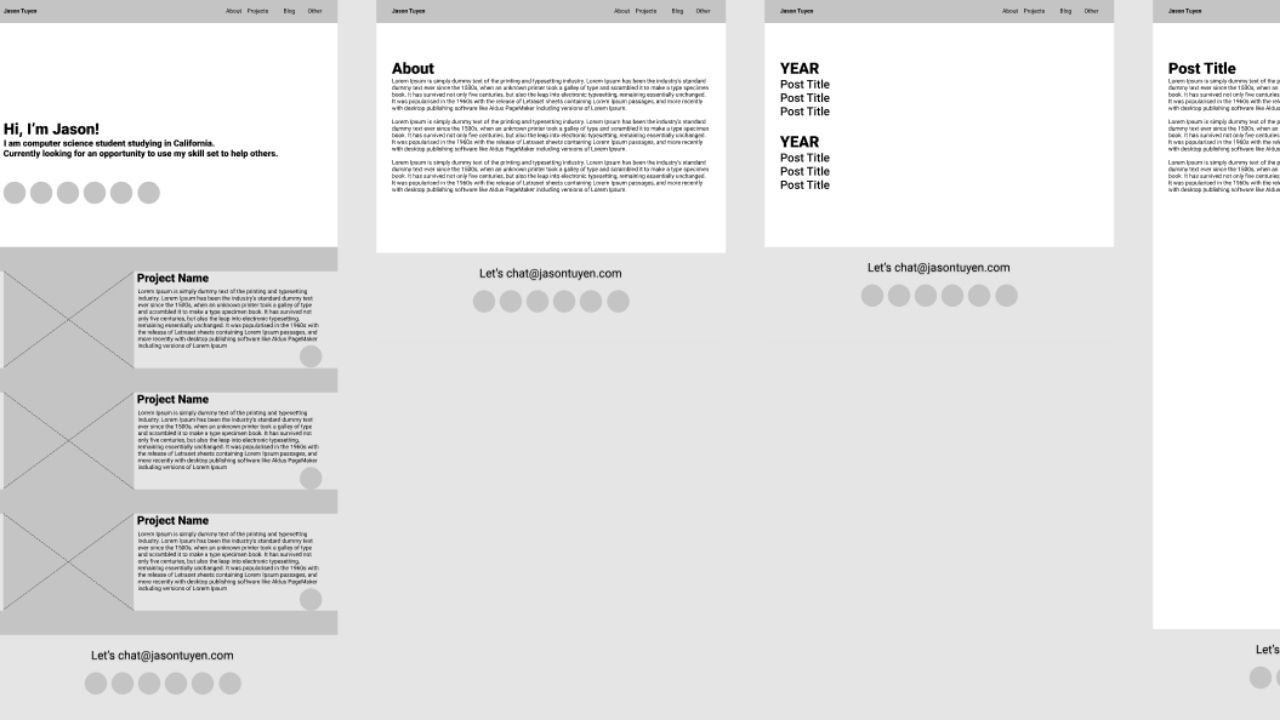 Jason Tuyen
About Projects Blog Other
Hi, I'm Jason!
I am computer science student studying in California.
Currently looking for an opportunity to use my skill set to help others.
Project Name
Lorem Ipsum is simply dummy text of the printing and typesetting
industry. Lorem Ipsum has been the industry's standard dummy text
ever since the 1500s, when an unknown printer took a galley of type
and scrambled it to make a type specimen book. It has survived not
only five centuries, but also the leap into electronic typesetting,
remaining essentially unchanged. It was popularised in the 1960s with
the release of Letraset sheets containing Lorem Ipsum passages, and
more recently with desktop publishing software like Aldus PageMaker
including versions of Lorem Ipsum
Project Name
Lorem Ipsum is simply dummy text of the printing and typesetting
industry. Lorem Ipsum has been the industry's standard dummy text
ever since the 1500s, when an unknown printer took a galley of type
and scrambled it to make a type specimen book. It has survived not
only five centuries, but also the leap into electronic typesetting,
remaining essentially unchanged. It was popularised in the 1960s with
the release of Letraset sheets containing Lorem Ipsum passages, and
more recently with desktop publishing software like Aldus PageMaker
including versions of Lorem Ipsum
Project Name
Lorem Ipsum is simply dummy text of the printing and typesetting
industry. Lorem Ipsum has been the industry's standard dummy text
ever since the 1500s, when an unknown printer took a galley of type
and scrambled it to make a type specimen book. It has survived not
only five centuries, but also the leap into electronic typesetting,
remaining essentially unchanged. It was popularised in the 1960s with
the release of Letraset sheets containing Lorem Ipsum passages, and
more recently with desktop publishing software like Aldus PageMaker
including versions of Lorem Ipsum
Let's chat@jasontuyen.com
Jason Tuyen
About Projects Blog Other
About
Lorem Ipsum is simply dummy text of the printing and typesetting industry. Lorem Ipsum has been the industry's standard
dummy text ever since the 1500s, when an unknown printer took a galley of type and scrambled it to make a type specimen
book. It has survived not only five centuries, but also the leap into electronic typesetting, remaining essentially unchanged.
It was popularised in the 1960s with the release of Letraset sheets containing Lorem Ipsum passages, and more recently
with desktop publishing software like Aldus PageMaker including versions of Lorem Ipsum.
Lorem Ipsum is simply dummy text of the printing and typesetting industry. Lorem Ipsum has been the industry's standard
dummy text ever since the 1500s, when an unknown printer took a galley of type and scrambled it to make a type specimen
book. It has survived not only five centuries, but also the leap into electronic typesetting, remaining essentially unchanged.
It was popularised in the 1960s with the release of Letraset sheets containing Lorem Ipsum passages, and more recently
with desktop publishing software like Aldus PageMaker including versions of Lorem Ipsum.
Lorem Ipsum is simply dummy text of the printing and typesetting industry. Lorem Ipsum has been the industry's standard
dummy text ever since the 1500s, when an unknown printer took a galley of type and scrambled it to make a type specimen
book. It has survived not only five centuries, but also the leap into electronic typesetting, remaining essentially unchanged.
It was popularised in the 1960s with the release of Letraset sheets containing Lorem Ipsum passages, and more recently
with desktop publishing software like Aldus PageMaker including versions of Lorem Ipsum.
Let's chat@jasontuyen.com
Jason Tuyen
About Projects Blog Other
YEAR
Post Title
Post Title
Post Title
YEAR
Post Title
Post Title
Post Title
Let's chat@jasontuyen.com
Jason Tuyen
Post Title
Lorem Ipsum is simply dummy text of the
dummy text ever since the 1500s, when an
book. It has survived not only five centuries
It was popularised in the 1960s with the
with desktop publishing software like
Lorem Ipsum is simply dummy text of the
dummy text ever since the 1500s, when an
book. It has survived not only five centuries
It was popularised in the 1960s with the
with desktop publishing software like
Lorem Ipsum is simply dummy text of the
dummy text ever since the 1500s, when an
book. It has survived not only five centuries
It was popularised in the 1960s with the
with desktop publishing software like
Let's